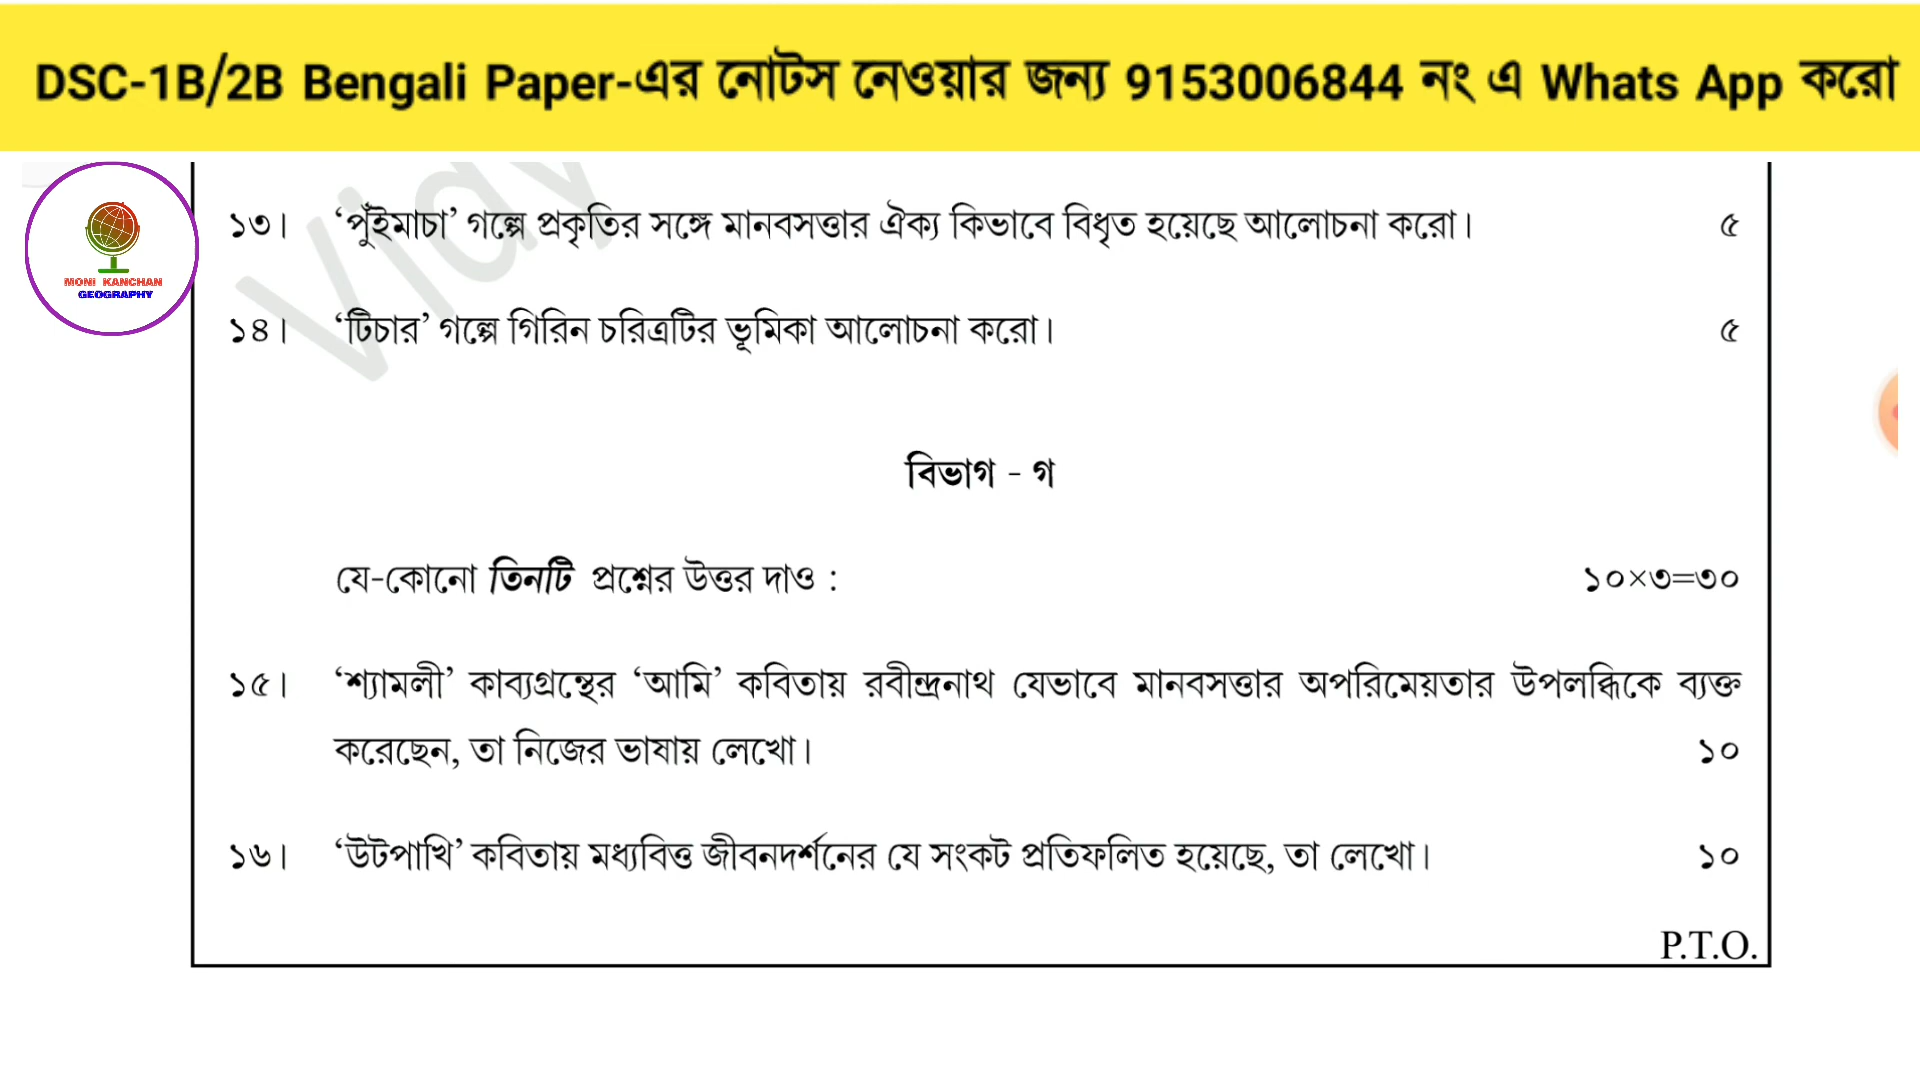 DSC-1B/2B Bengali Paper-এর নোটস নেওয়ার জন্য 9153006844 নং এ Whats App করো
MONI KANCHAN
GEOGRAPHY
Vidy
১৩। ‘পুঁইমাচা’ গল্পে প্রকৃতির সঙ্গে মানবসত্তার ঐক্য কিভাবে বিধৃত হয়েছে আলোচনা করো। ৫
১৪। ‘টিচার’ গল্পে গিরিন চরিত্রটির ভূমিকা আলোচনা করো। ৫
বিভাগ - গ
যে-কোনো তিনটি প্রশ্নের উত্তর দাও : ১০×৩=৩০
১৫। ‘শ্যামলী’ কাব্যগ্রন্থের ‘আমি’ কবিতায় রবীন্দ্রনাথ যেভাবে মানবসত্তার অপরিমেয়তার উপলব্ধিকে ব্যক্ত
করেছেন, তা নিজের ভাষায় লেখো। ১০
১৬। ‘উটপাখি’ কবিতায় মধ্যবিত্ত জীবনদর্শনের যে সংকট প্রতিফলিত হয়েছে, তা লেখো। ১০
P.T.O.